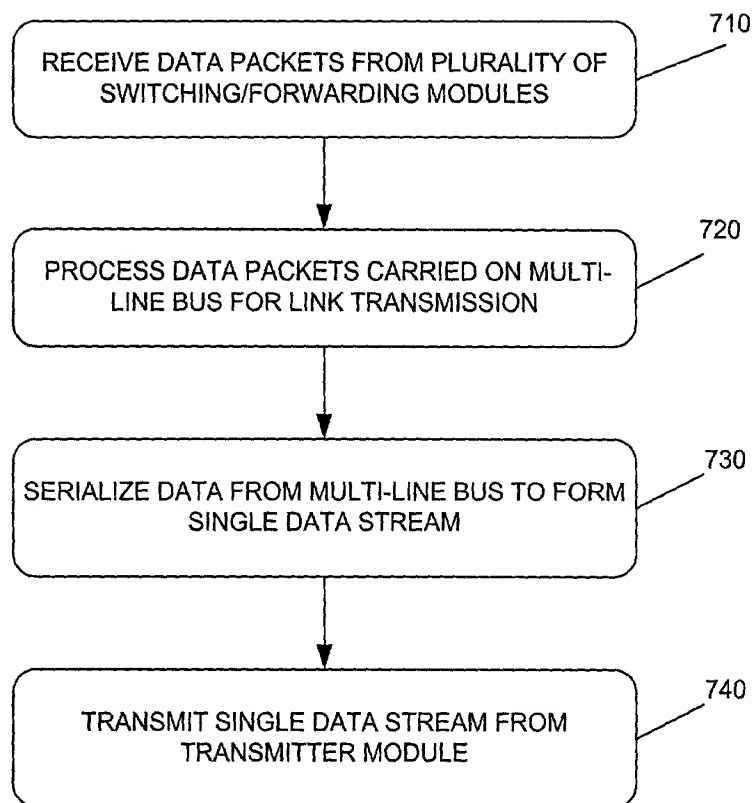 710
RECEIVE DATA PACKETS FROM PLURALITY OF
SWITCHING/FORWARDING MODULES
720
PROCESS DATA PACKETS CARRIED ON MULTI-
LINE BUS FOR LINK TRANSMISSION
730
SERIALIZE DATA FROM MULTI-LINE BUS TO FORM
SINGLE DATA STREAM
740
TRANSMIT SINGLE DATA STREAM FROM
TRANSMITTER MODULE